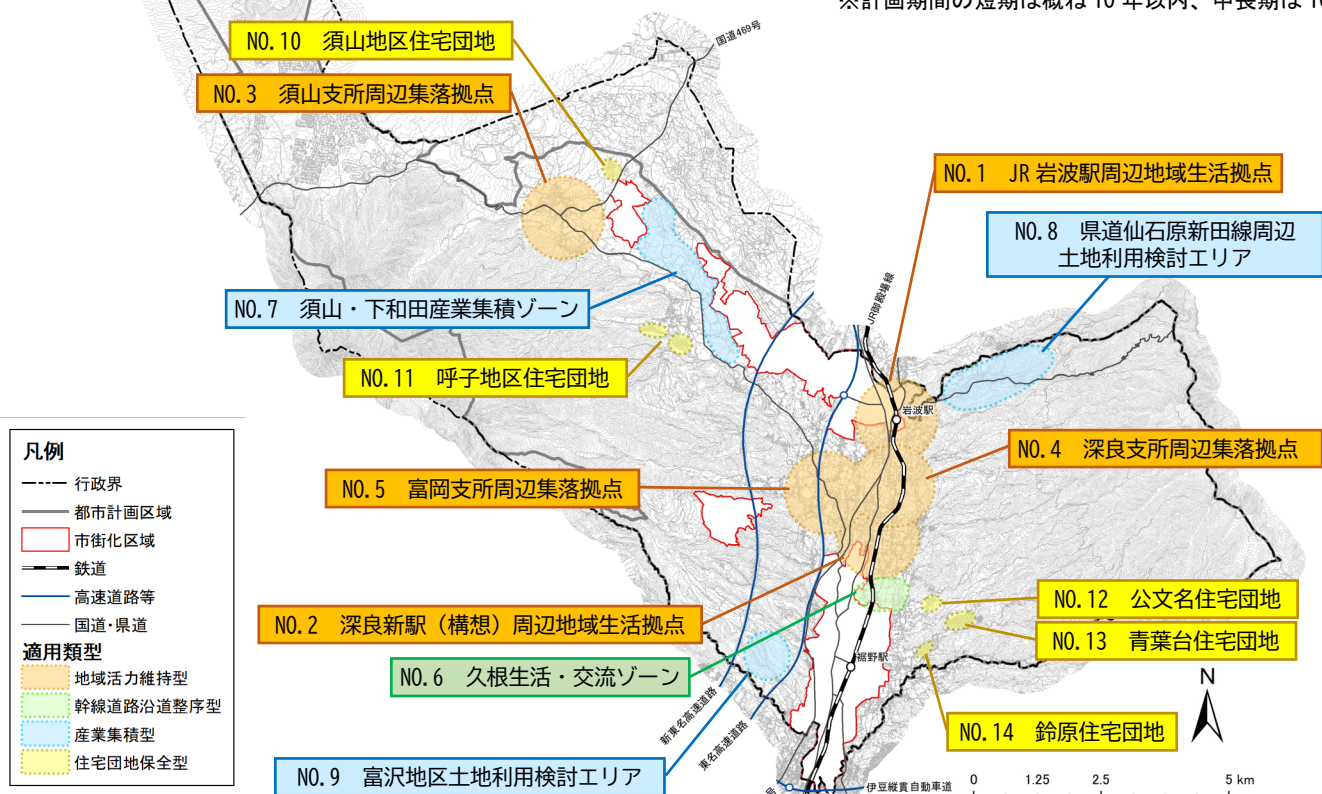 ※計画期間の短期は概ね 10 年以内、中長期は 10
国道469号
NO.10 須山地区住宅団地
NO.3 須山支所周辺集落拠点
NO.1 JR 岩波駅周辺地域生活拠点
NO.8 県道仙石原新田線周辺
土地利用検討エリア
JR御殿場線
NO.7 須山・下和田産業集積ゾーン
NO.11 呼子地区住宅団地
岩波駅
NO.4 深良支所周辺集落拠点
NO.5 富岡支所周辺集落拠点
凡例
行政界
都市計画区域
市街化区域
鉄道
高速道路等
国道・県道
適用類型
地域活力維持型
幹線道路沿道整序型
産業集積型
住宅団地保全型
NO.12 公文名住宅団地
NO.2 深良新駅（構想）周辺地域生活拠点
NO.13 青葉台住宅団地
裾野駅
NO.6 久根生活・交流ゾーン
N
新東名高速道路
東名高速道路
NO.14 鈴原住宅団地
NO.9 富沢地区土地利用検討エリア
号
伊豆縦貫自動車道
0 1.25 2.5 5 km